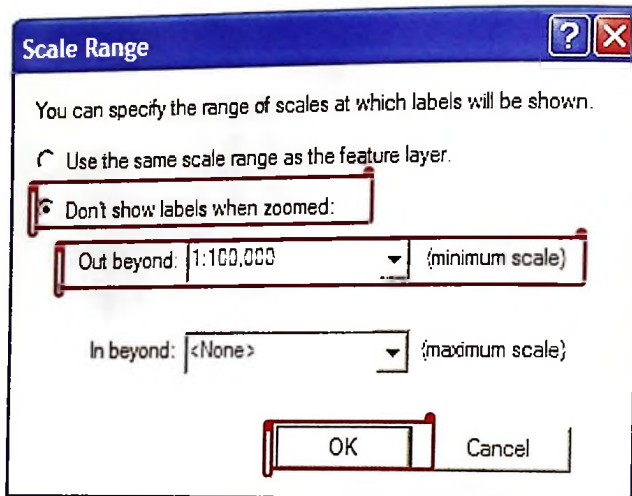 Scale Range
You can specify the range of scales at which labels will be shown.
Use the same scale range as the feature layer.
Don't show labels when zoomed:
Out beyond: 1:100,000 (minimum scale)
In beyond: <None> (maximum scale)
OK Cancel